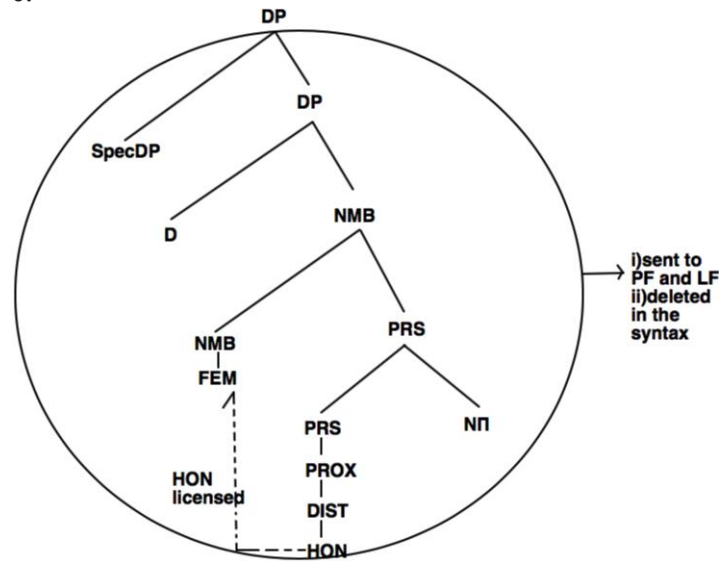 DP
DP
SpecDP
D
NMB
i)sent to
PF and LF
ii)deleted
in the
syntax
NMB
PRS
FEM
PRS
NΠ
PROX
HON
licensed
DIST
HON